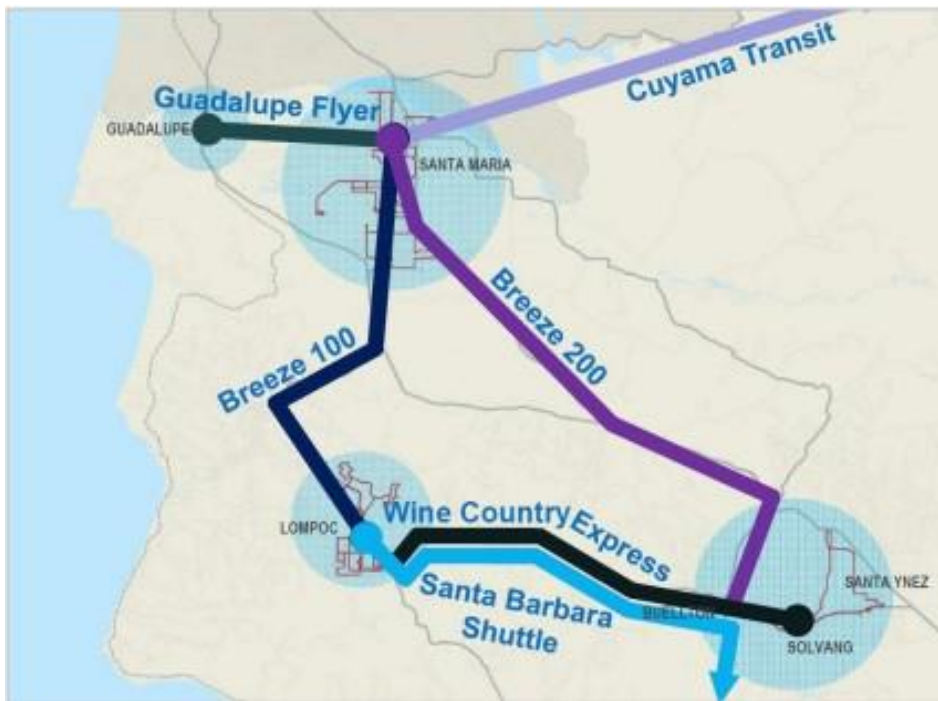 Cuyama Transit
Guadalupe Flyer
GUADALUPE
SANTA MARIA
Breeze 200
Breeze 100
LOMPOC
Wine Country Express
SANTA YNEZ
Santa Barbara
Shuttle
BUELLTON
SOLVANG